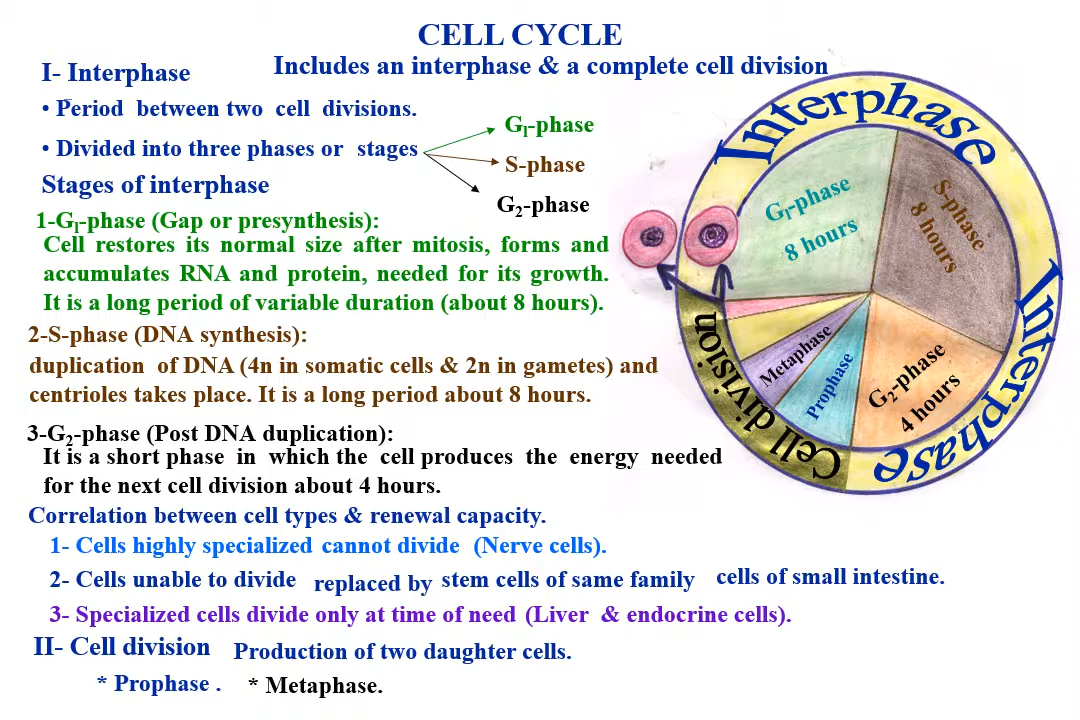 CELL CYCLE
Includes an interphase & a complete cell division
I- Interphase
• Period between two cell divisions.
• Divided into three phases or stages
G1-phase
S-phase
G2-phase
Stages of interphase
1-G1-phase (Gap or presynthesis):
Cell restores its normal size after mitosis, forms and
accumulates RNA and protein, needed for its growth.
It is a long period of variable duration (about 8 hours).
2-S-phase (DNA synthesis):
duplication of DNA (4n in somatic cells & 2n in gametes) and
centrioles takes place. It is a long period about 8 hours.
3-G2-phase (Post DNA duplication):
It is a short phase in which the cell produces the energy needed
for the next cell division about 4 hours.
Correlation between cell types & renewal capacity.
1- Cells highly specialized cannot divide (Nerve cells).
2- Cells unable to divide replaced by stem cells of same family cells of small intestine.
3- Specialized cells divide only at time of need (Liver & endocrine cells).
II- Cell division Production of two daughter cells.
* Prophase . * Metaphase.
Interphase
Interphase
Interphase
Cell division
G1-phase
8 hours
S-phase
8 hours
G2-phase
4 hours
Prophase
Metaphase